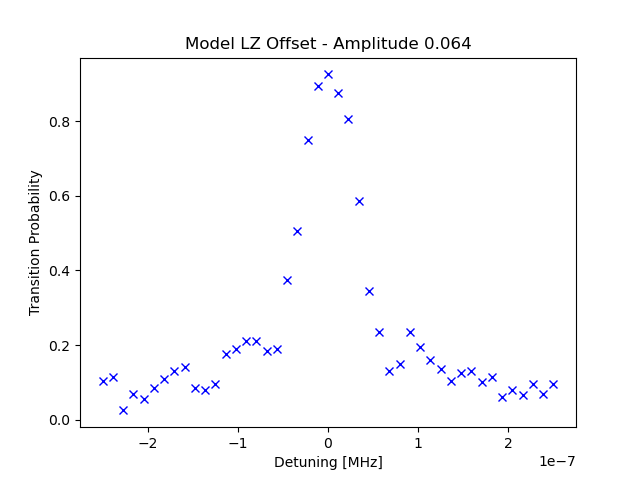 Model LZ Offset - Amplitude 0.064
Transition Probability
0.8
0.6
0.4
0.2
0.0
−2
−1
0
1
2
Detuning [MHz]
1e−7